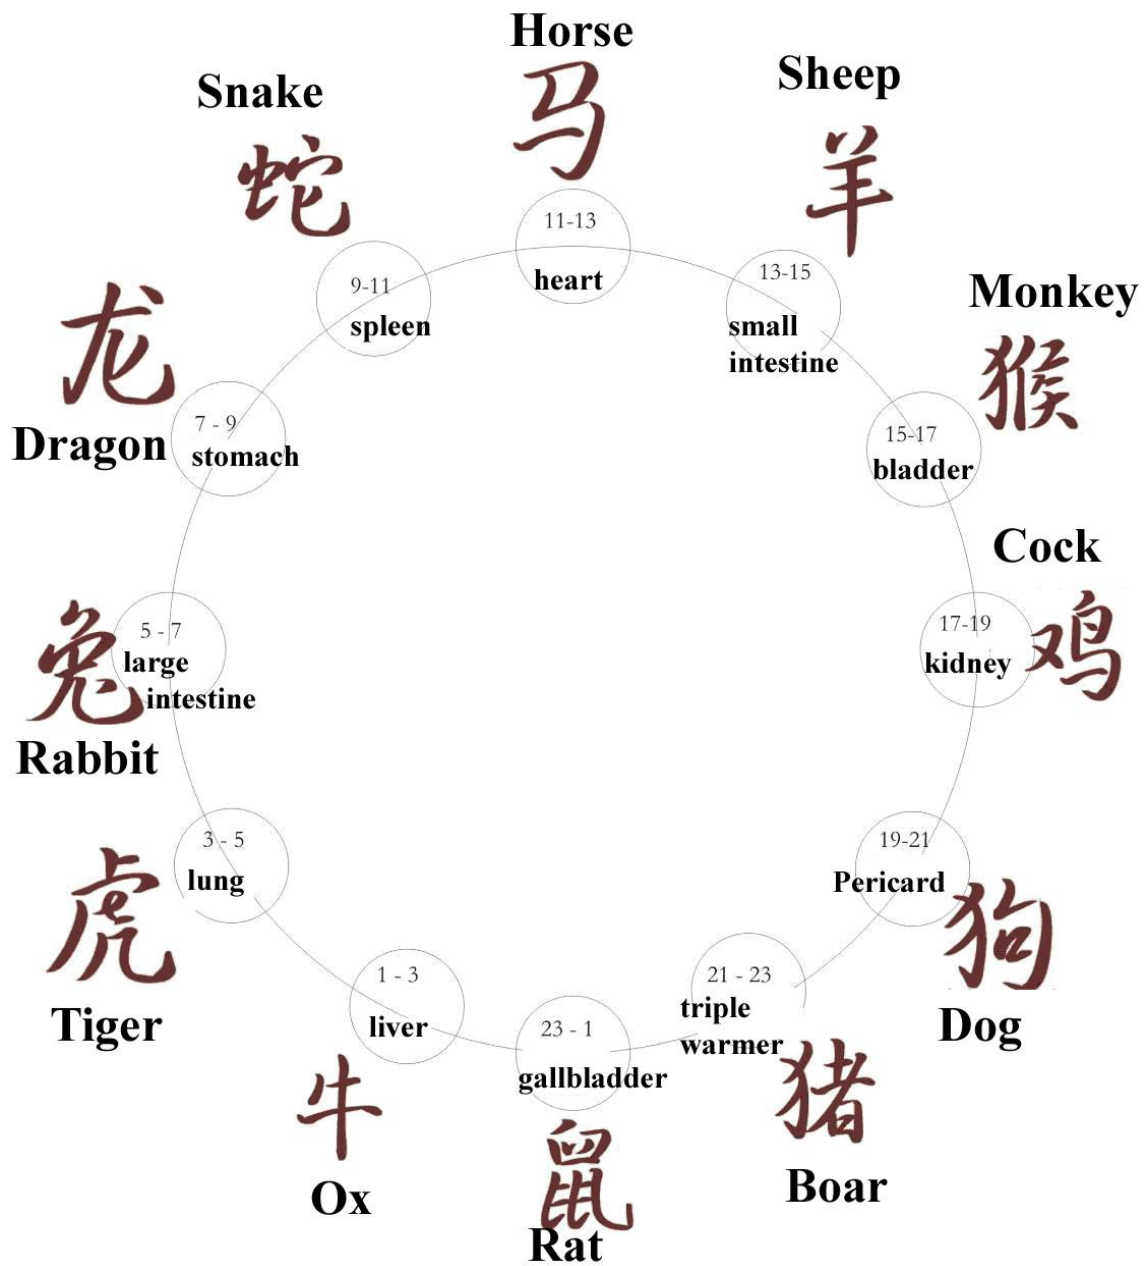 Horse
马
11-13
heart
Sheep
羊
13-15
small
intestine
Monkey
猴
15-17
bladder
Cock
鸡
17-19
kidney
19-21
Pericard
狗
Dog
21 - 23
triple
warmer
猪
Boar
23 - 1
gallbladder
鼠
Rat
1 - 3
liver
牛
Ox
3 - 5
lung
虎
Tiger
5 - 7
large
intestine
兔
Rabbit
龙
7 - 9
stomach
Dragon
Snake
蛇
9-11
spleen